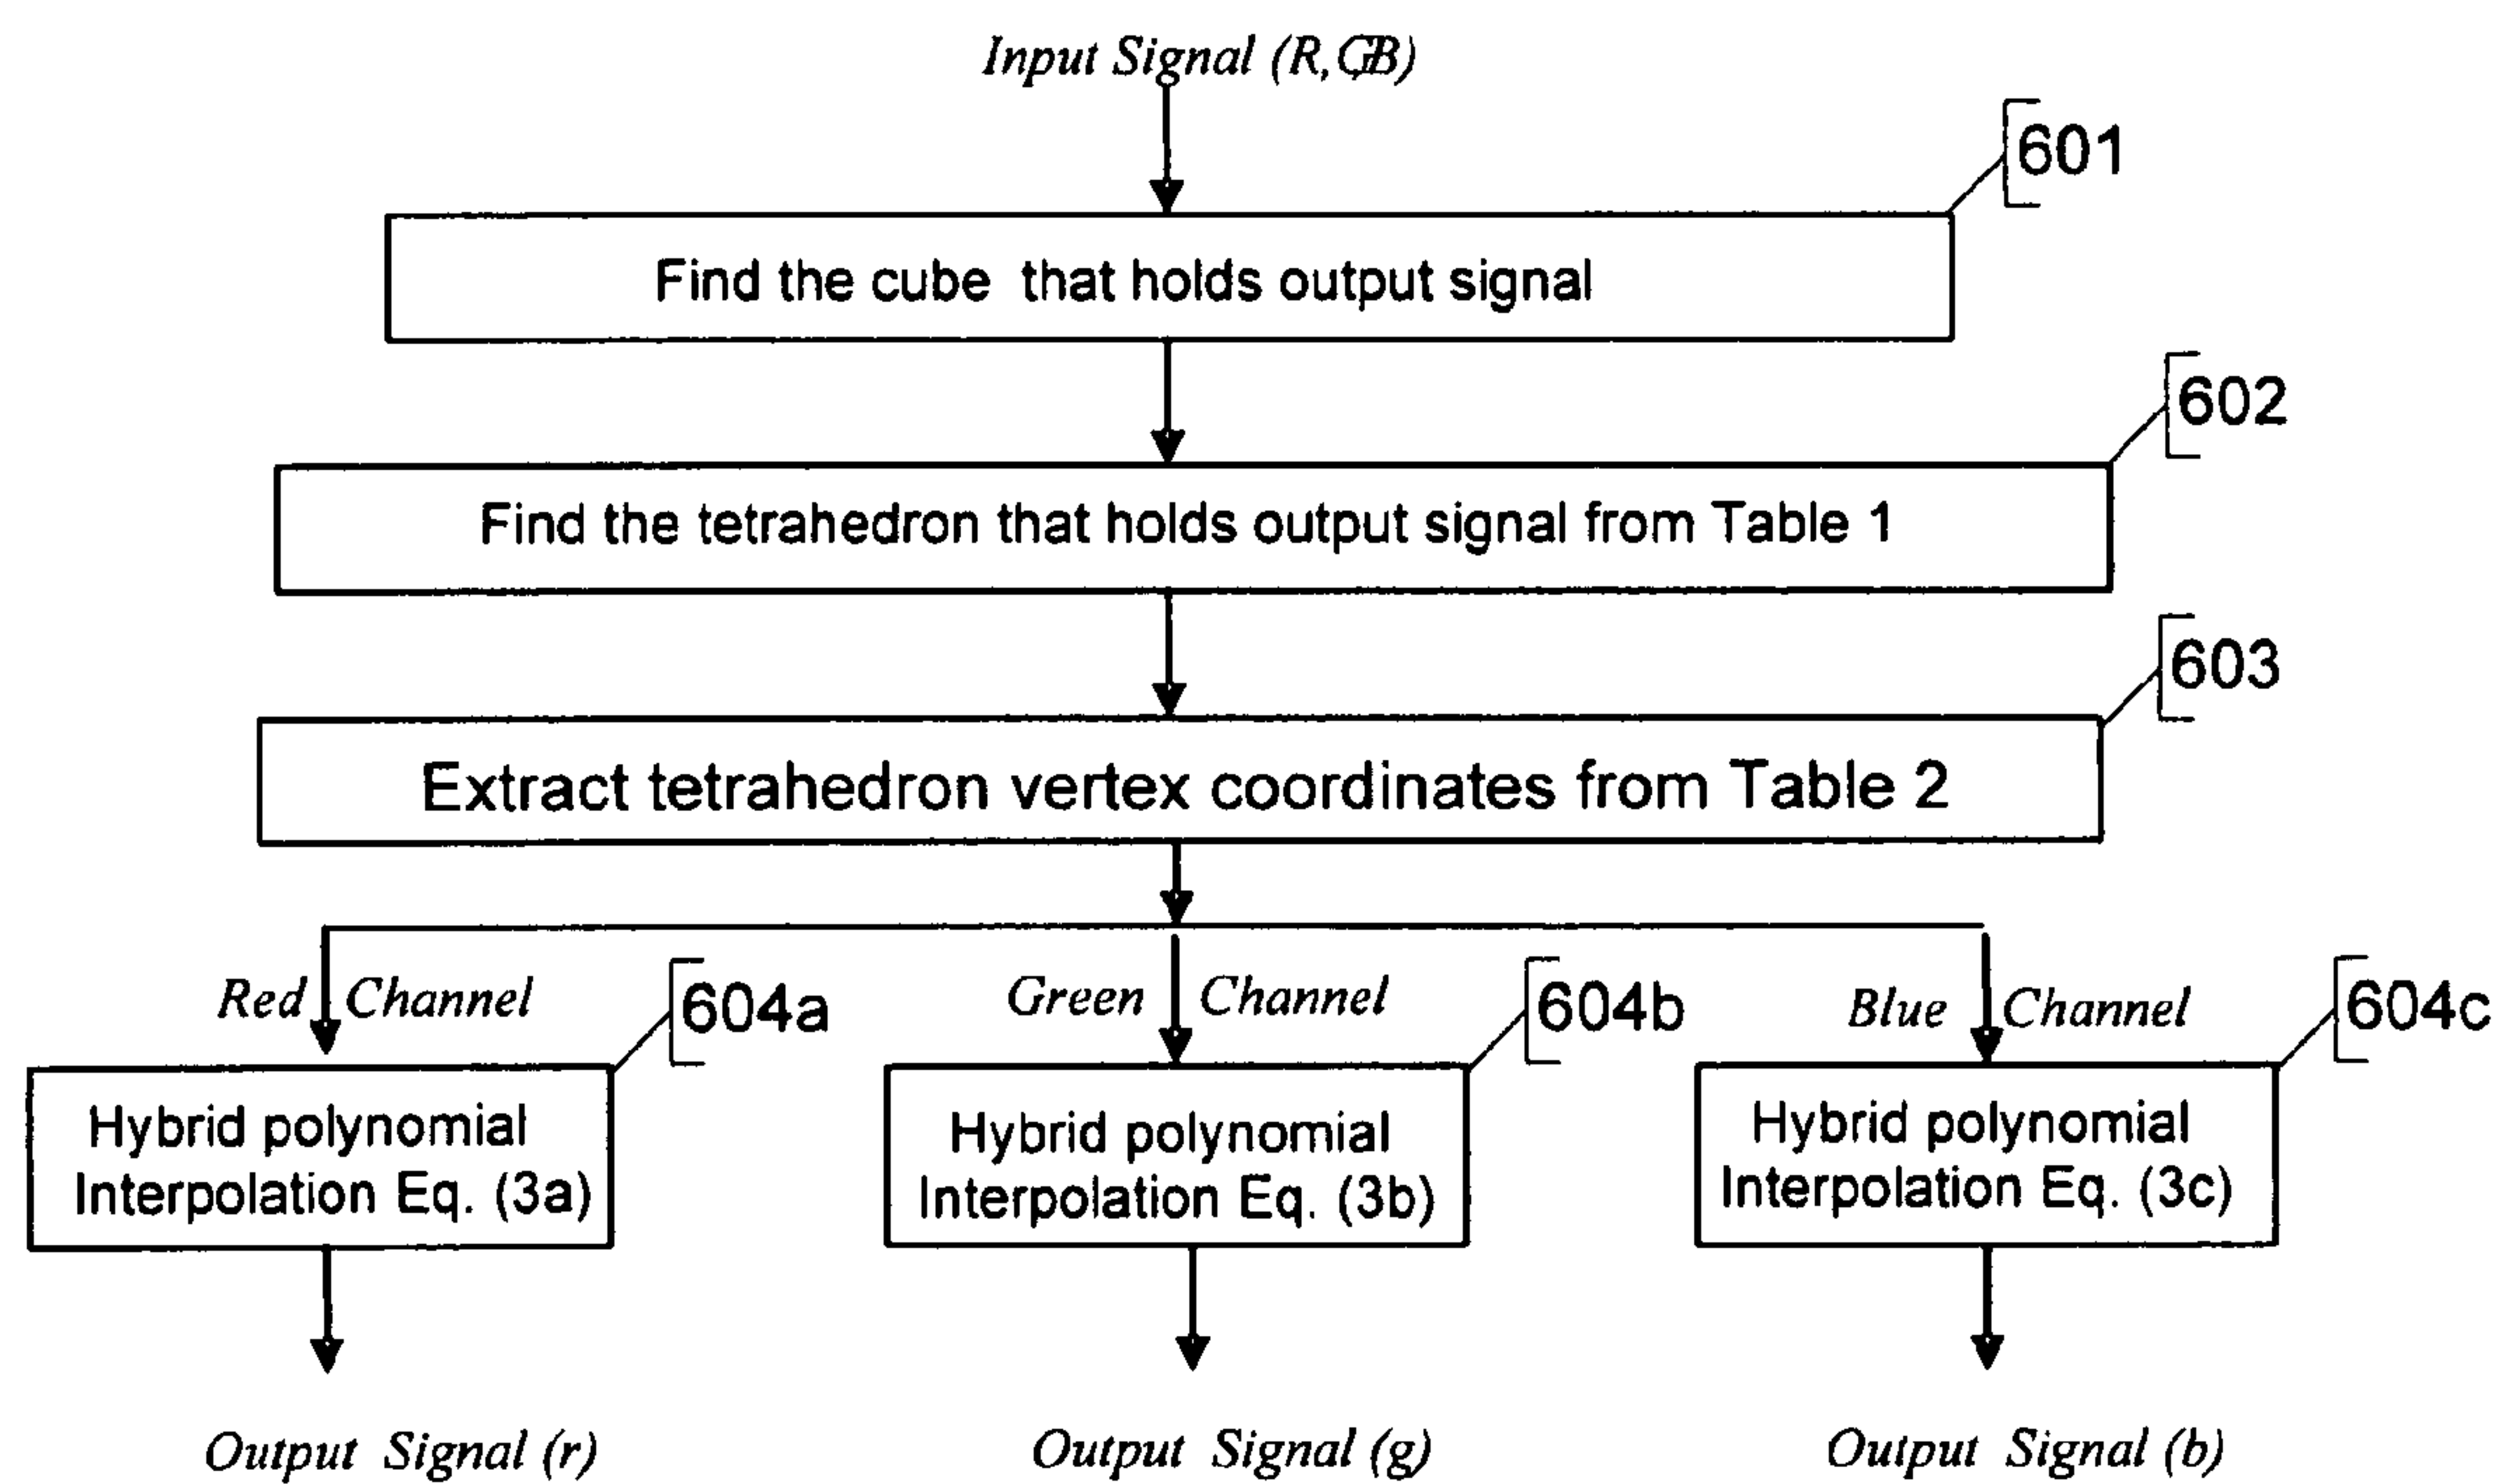 Input Signal (R,G,B)
601
Find the cube that holds output signal
602
Find the tetrahedron that holds output signal from Table 1
603
Extract tetrahedron vertex coordinates from Table 2
Red Channel
604a
Green Channel
604b
Blue Channel
604c
Hybrid polynomial
Interpolation Eq. (3a)
Hybrid polynomial
Interpolation Eq. (3b)
Hybrid polynomial
Interpolation Eq. (3c)
Output Signal (r)
Output Signal (g)
Output Signal (b)